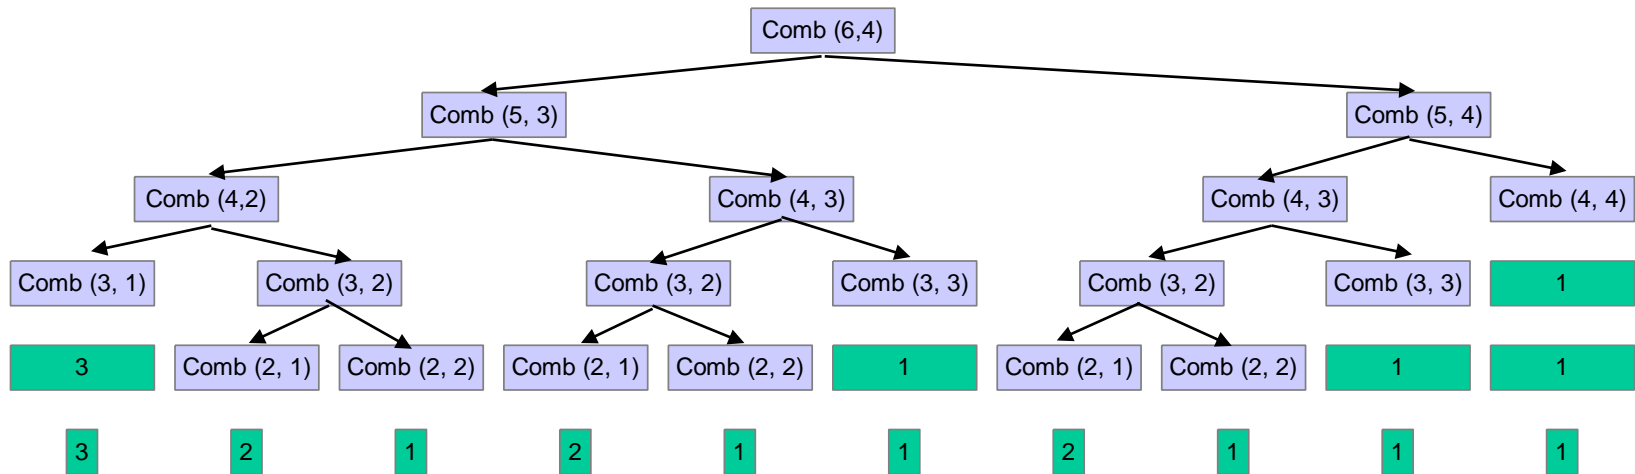 Comb (6,4)
Comb (5, 3) Comb (5, 4)
Comb (4,2) Comb (4, 3) Comb (4, 3) Comb (4, 4)
Comb (3, 1) Comb (3, 2) Comb (3, 2) Comb (3, 3) Comb (3, 2) Comb (3, 3) 1
3 Comb (2, 1) Comb (2, 2) Comb (2, 1) Comb (2, 2) 1 Comb (2, 1) Comb (2, 2) 1 1
3 2 1 2 1 1 2 1 1 1